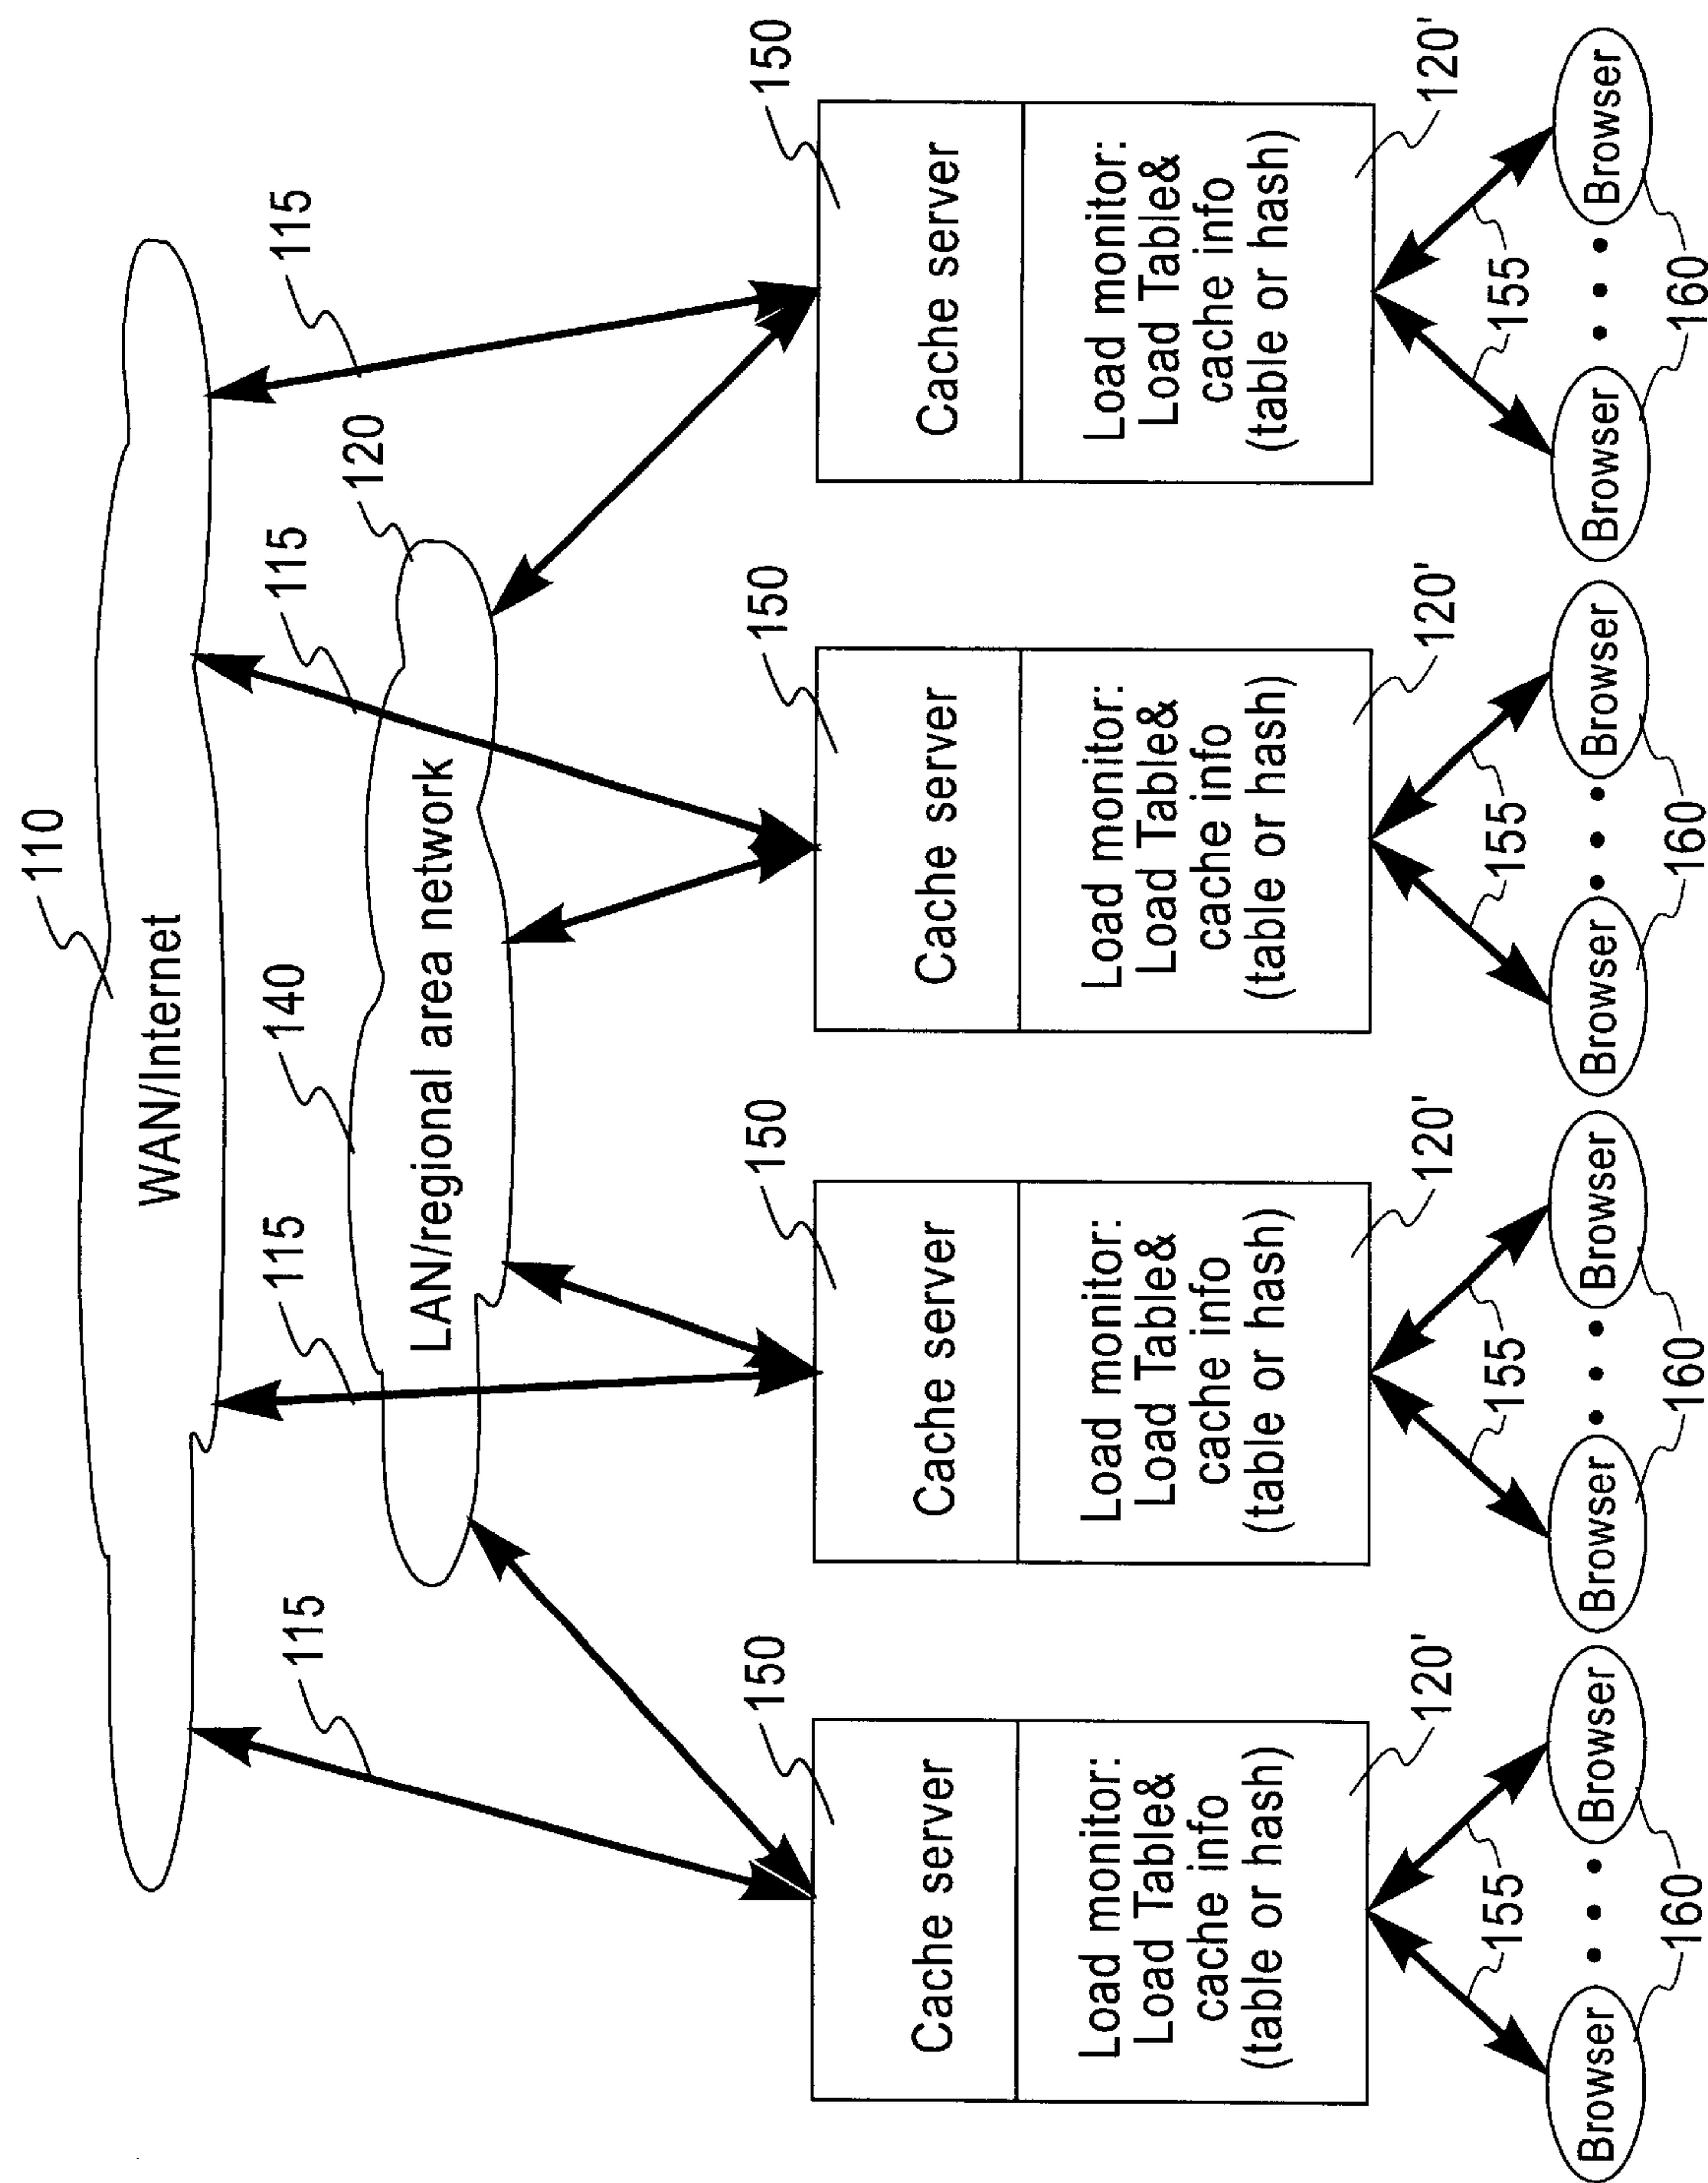 110
WAN/Internet
115
115
115
115
140
120
LAN/regional area network
150
150
150
150
Cache server
Cache server
Cache server
Cache server
Load monitor:
Load Table&
cache info
(table or hash)
Load monitor:
Load Table&
cache info
(table or hash)
Load monitor:
Load Table&
cache info
(table or hash)
Load monitor:
Load Table&
cache info
(table or hash)
120'
120'
120'
120'
155
155
155
155
Browser
Browser
Browser
Browser
Browser
Browser
Browser
Browser
160
160
160
160